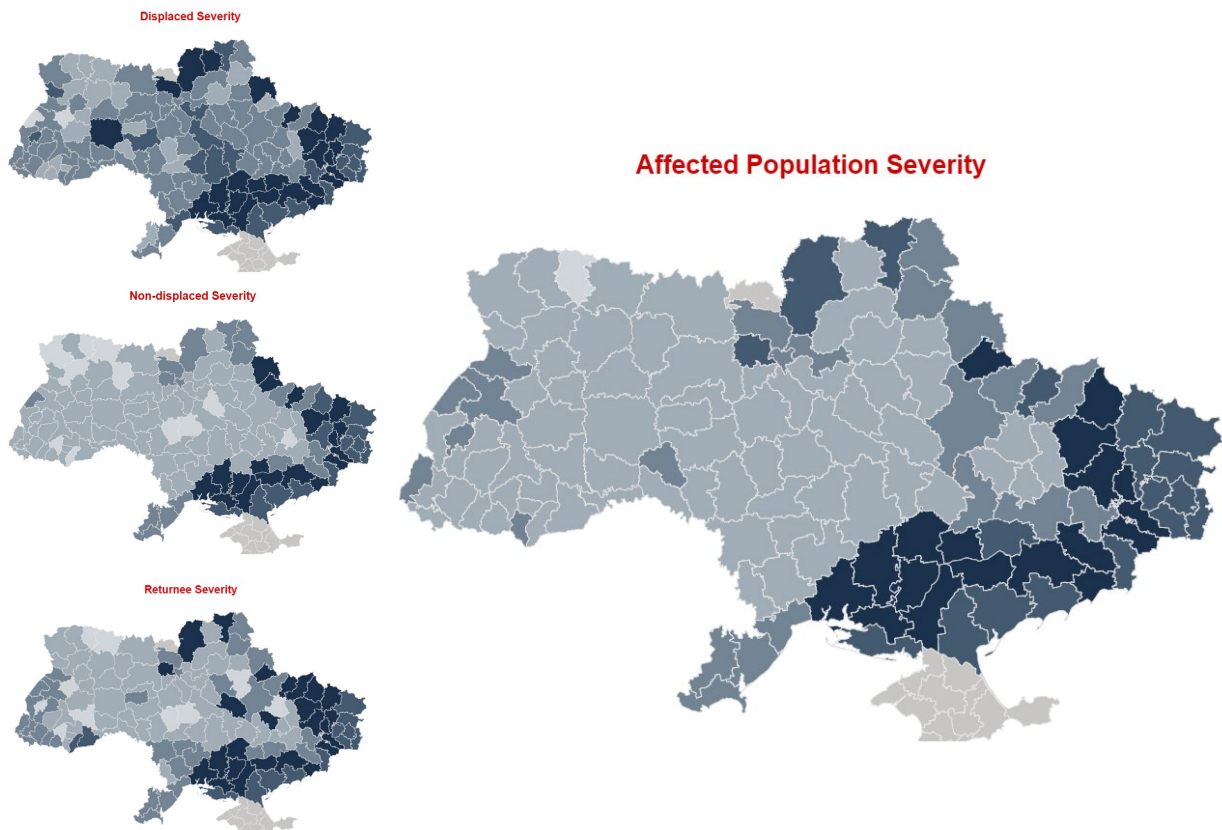 Displaced Severity
Affected Population Severity
Non-displaced Severity
Returnee Severity